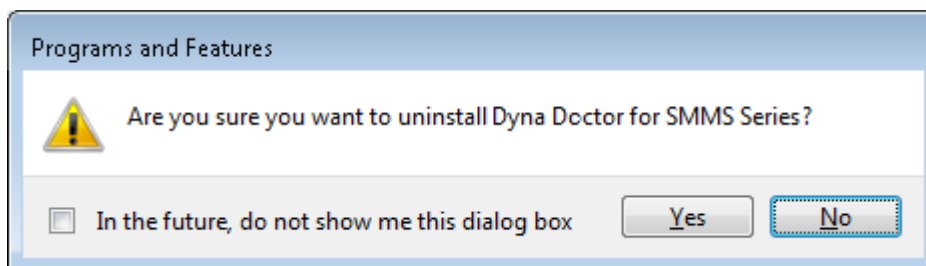 Programs and Features
Are you sure you want to uninstall Dyna Doctor for SMMS Series?
In the future, do not show me this dialog box
Yes
No